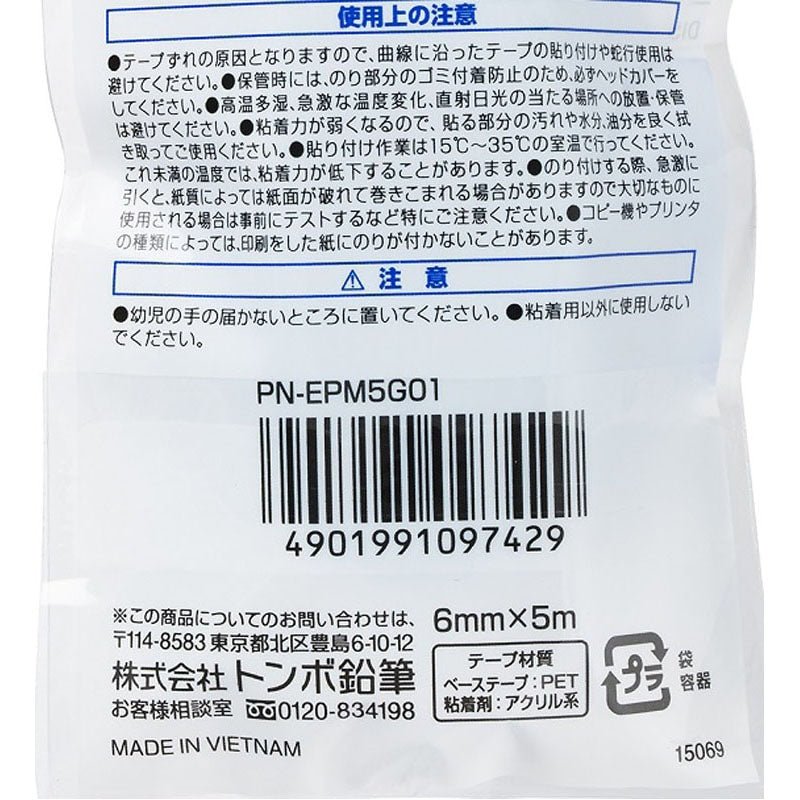 使用上の注意
●テープずれの原因となりますので、曲線に沿ったテープの貼り付けや蛇行使用は
避けてください。●保管時には、のり部分のゴミ付着防止のため、必ずヘッドカバーを
してください。●高温多湿、急激な温度変化、直射日光の当たる場所への放置・保管
は避けてください。●粘着力が弱くなるので、貼る部分の汚れや水分、油分を良く拭
き取ってご使用ください。●貼り付け作業は15℃〜35℃の室温で行ってください。
これ未満の温度では、粘着力が低下することがあります。●のり付けする際、急激に
引くと、紙質によっては紙面が破れて巻きこまれる場合がありますので大切なものに
使用される場合は事前にテストするなど特にご注意ください。●コピー機やプリンタ
の種類によっては、印刷をした紙にのりが付かないことがあります。
⚠ 注意
●幼児の手の届かないところに置いてください。●粘着用以外に使用しない
でください。
PN-EPM5G01
4901991097429
※この商品についてのお問い合わせは、
〒114-8583 東京都北区豊島6-10-12
株式会社 トンボ鉛筆
お客様相談室 0120-834198
MADE IN VIETNAM
6mm×5m
テープ材質
ベーステープ：PET
粘着剤：アクリル系
プラ
袋
容器
15069